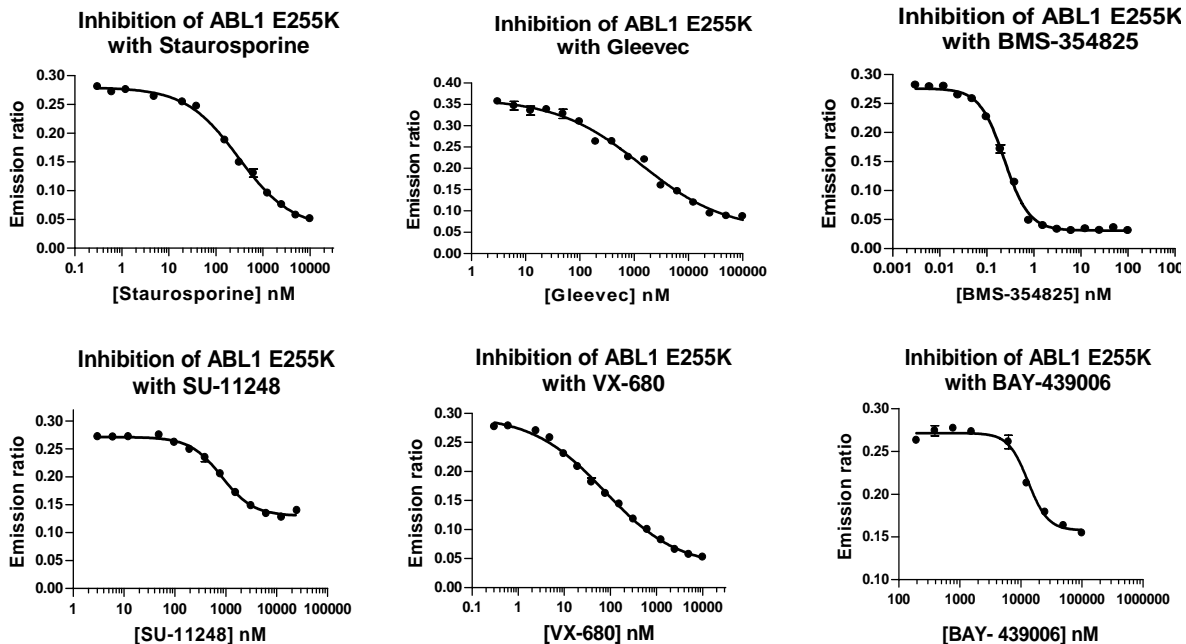 Inhibition of ABL1 E255K
with Staurosporine
0.30
0.25
0.20
0.15
0.10
0.05
0.00
Emission ratio
0.1 1 10 100 1000 10000
[Staurosporine] nM
Inhibition of ABL1 E255K
with Gleevec
0.40
0.35
0.30
0.25
0.20
0.15
0.10
0.05
0.00
Emission ratio
1 10 100 1000 10000 100000
[Gleevec] nM
Inhibition of ABL1 E255K
with BMS-354825
0.30
0.25
0.20
0.15
0.10
0.05
0.00
Emission ratio
0.001 0.01 0.1 1 10 100
[BMS-354825] nM
Inhibition of ABL1 E255K
with SU-11248
0.30
0.25
0.20
0.15
0.10
0.05
0.00
Emission ratio
1 10 100 1000 10000 100000
[SU-11248] nM
Inhibition of ABL1 E255K
with VX-680
0.30
0.25
0.20
0.15
0.10
0.05
0.00
Emission ratio
0.1 1 10 100 1000 10000
[VX-680] nM
Inhibition of ABL1 E255K
with BAY-439006
0.30
0.25
0.20
0.15
0.10
Emission ratio
100 1000 10000 100000 1000000
[BAY- 439006] nM